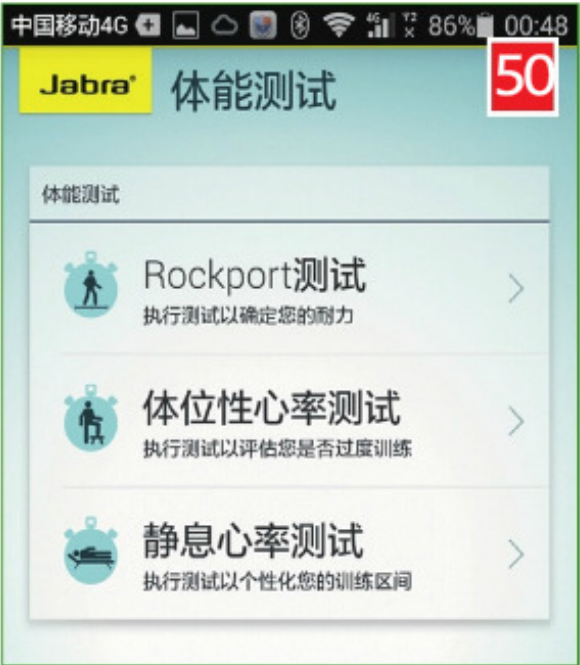 中国移动4G 86% 00:48
Jabra 体能测试
50
体能测试
Rockport测试
执行测试以确定您的耐力
体位性心率测试
执行测试以评估您是否过度训练
静息心率测试
执行测试以个性化您的训练区间